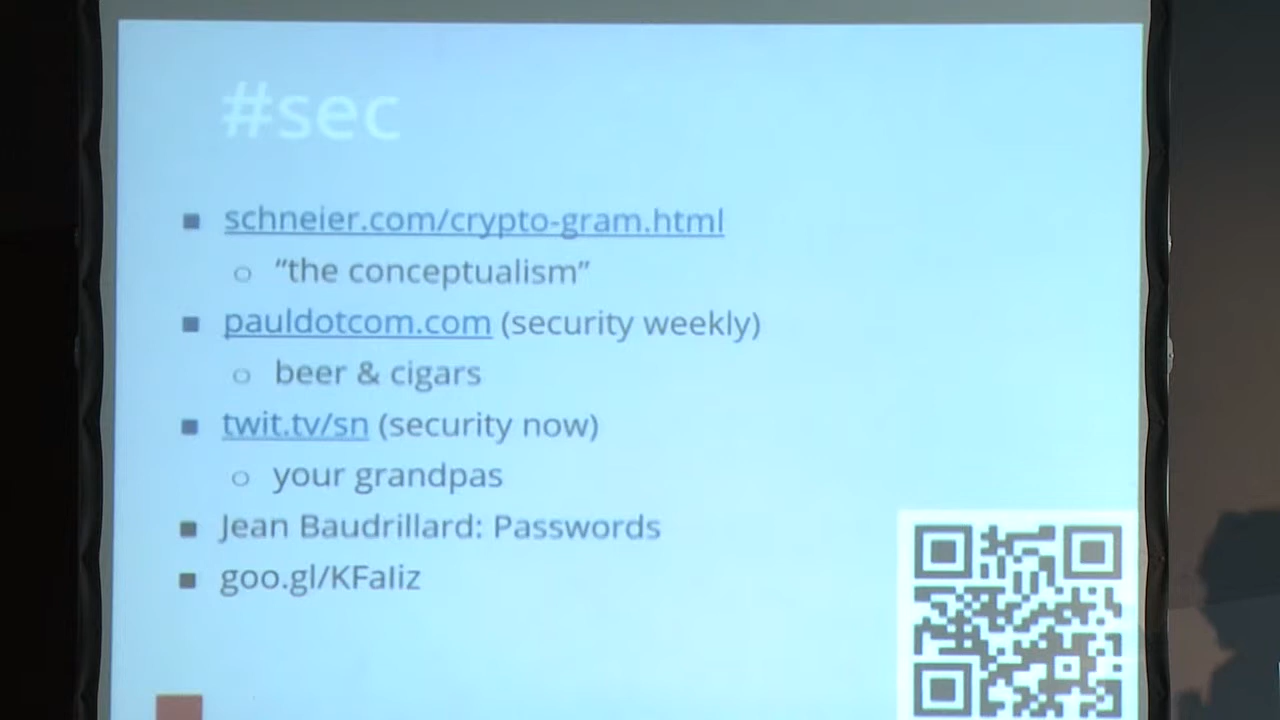 #sec
schneier.com/crypto-gram.html
"the conceptualism"
pauldotcom.com (security weekly)
beer & cigars
twit.tv/sn (security now)
your grandpas
Jean Baudrillard: Passwords
goo.gl/KFaIiz